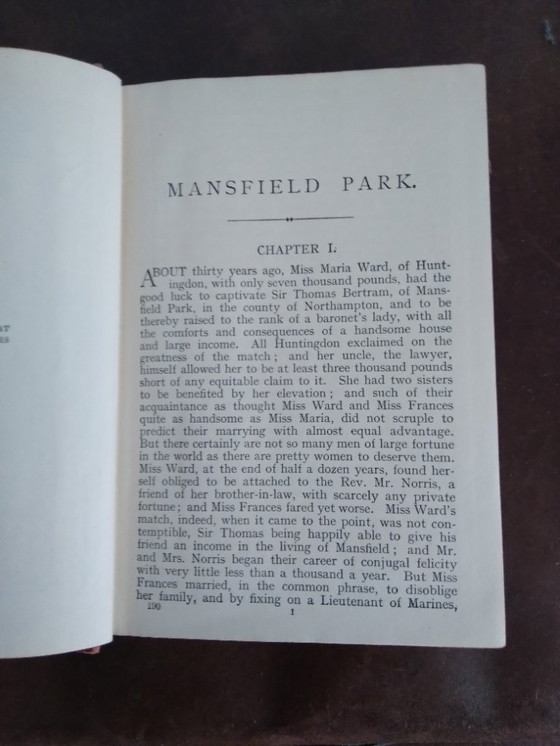 MANSFIELD PARK.
CHAPTER I.
ABOUT thirty years ago, Miss Maria Ward, of Hunt-
ingdon, with only seven thousand pounds, had the
good luck to captivate Sir Thomas Bertram, of Mans-
field Park, in the county of Northampton, and to be
thereby raised to the rank of a baronet's lady, with all
the comforts and consequences of a handsome house
and large income. All Huntingdon exclaimed on the
greatness of the match; and her uncle, the lawyer,
himself allowed her to be at least three thousand pounds
short of any equitable claim to it. She had two sisters
to be benefited by her elevation; and such of their
acquaintance as thought Miss Ward and Miss Frances
quite as handsome as Miss Maria, did not scruple to
predict their marrying with almost equal advantage.
But there certainly are not so many men of large fortune
in the world as there are pretty women to deserve them.
Miss Ward, at the end of half a dozen years, found her-
self obliged to be attached to the Rev. Mr. Norris, a
friend of her brother-in-law, with scarcely any private
fortune; and Miss Frances fared yet worse. Miss Ward's
match, indeed, when it came to the point, was not con-
temptible, Sir Thomas being happily able to give his
friend an income in the living of Mansfield; and Mr.
and Mrs. Norris began their career of conjugal felicity
with very little less than a thousand a year. But Miss
Frances married, in the common phrase, to disoblige
her family, and by fixing on a Lieutenant of Marines,
190
1